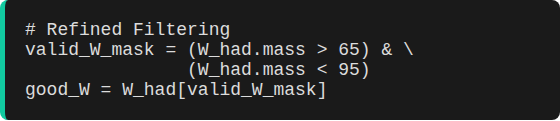 # Refined Filtering
valid_W_mask = (W_had.mass > 65) & \
               (W_had.mass < 95)
good_W = W_had[valid_W_mask]